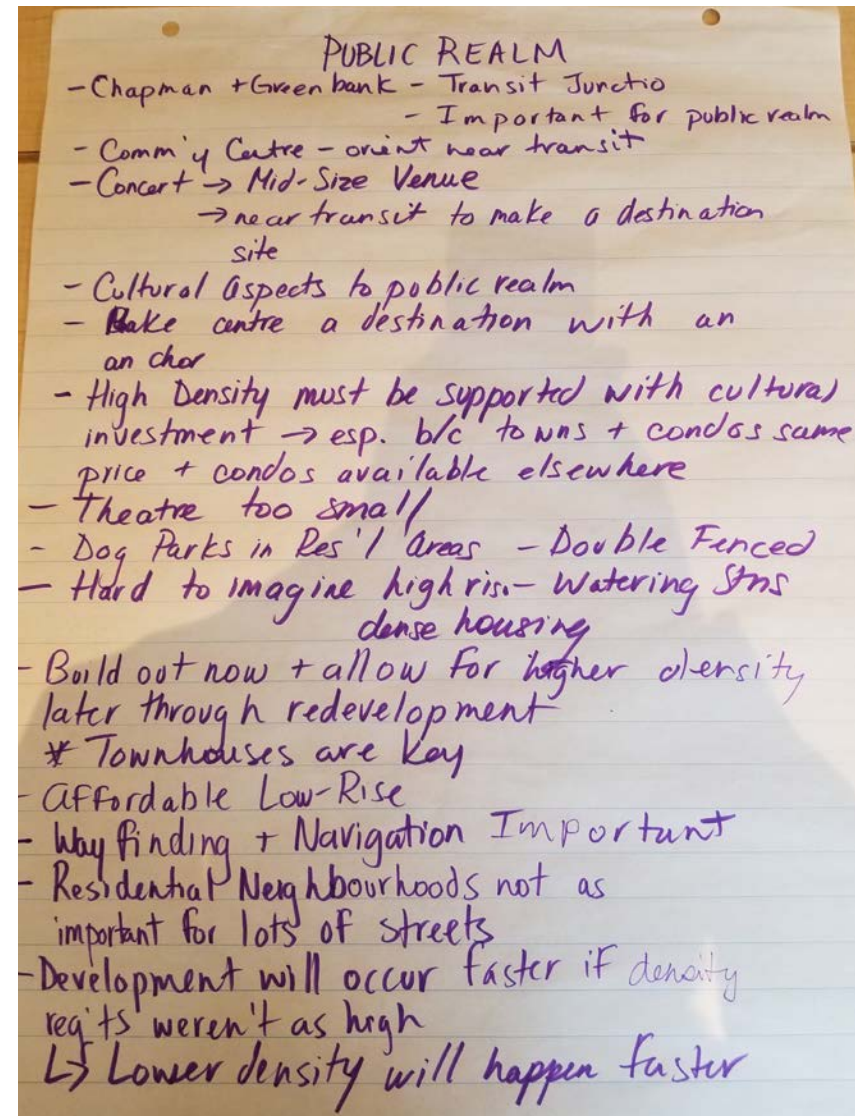 PUBLIC REALM
- Chapman + Greenbank - Transit Junctio
- Important for public realm
- Comm'y Centre - orient near transit
- Concert → Mid-Size Venue
→ near transit to make a destination
site
- Cultural aspects to public realm
- Make centre a destination with an
anchor
- High Density must be supported with cultural
investment → esp. b/c towns + condos same
price + condos available elsewhere
- Theatre too small
- Dog Parks in Res'l Areas - Double Fenced
- Hard to imagine high ris. - Watering Stns
dense housing
- Build out now + allow for higher density
later through redevelopment
* Townhouses are key
- Affordable Low-Rise
- Way finding + Navigation Important
- Residential Neighbourhoods not as
important for lots of streets
- Development will occur faster if density
req'ts weren't as high
↳ Lower density will happen faster